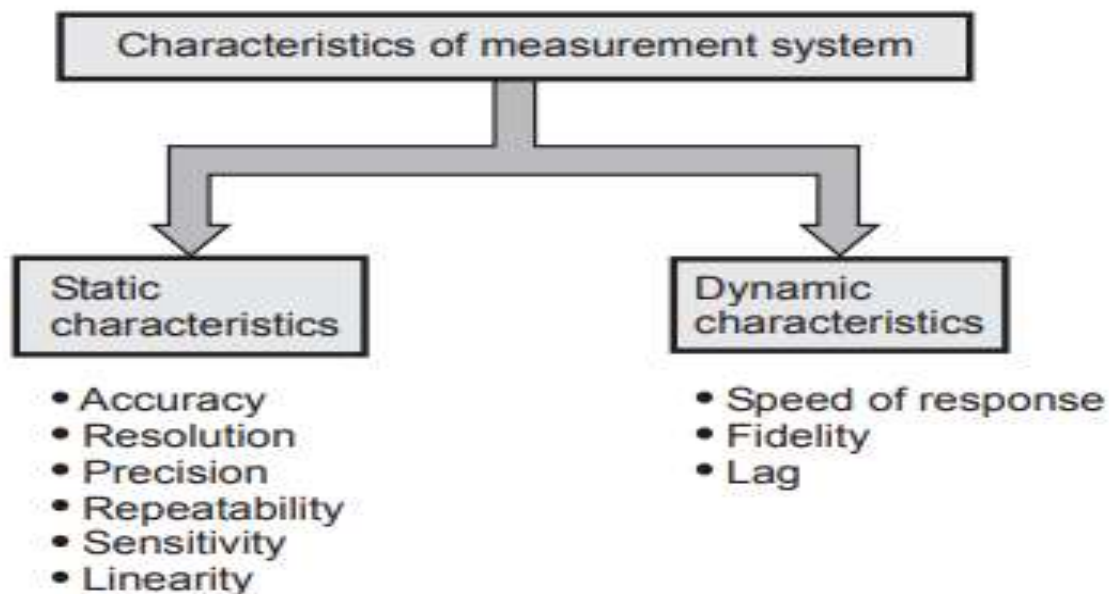 Characteristics of measurement system
Static
characteristics
• Accuracy
• Resolution
• Precision
• Repeatability
• Sensitivity
• Linearity
Dynamic
characteristics
• Speed of response
• Fidelity
• Lag